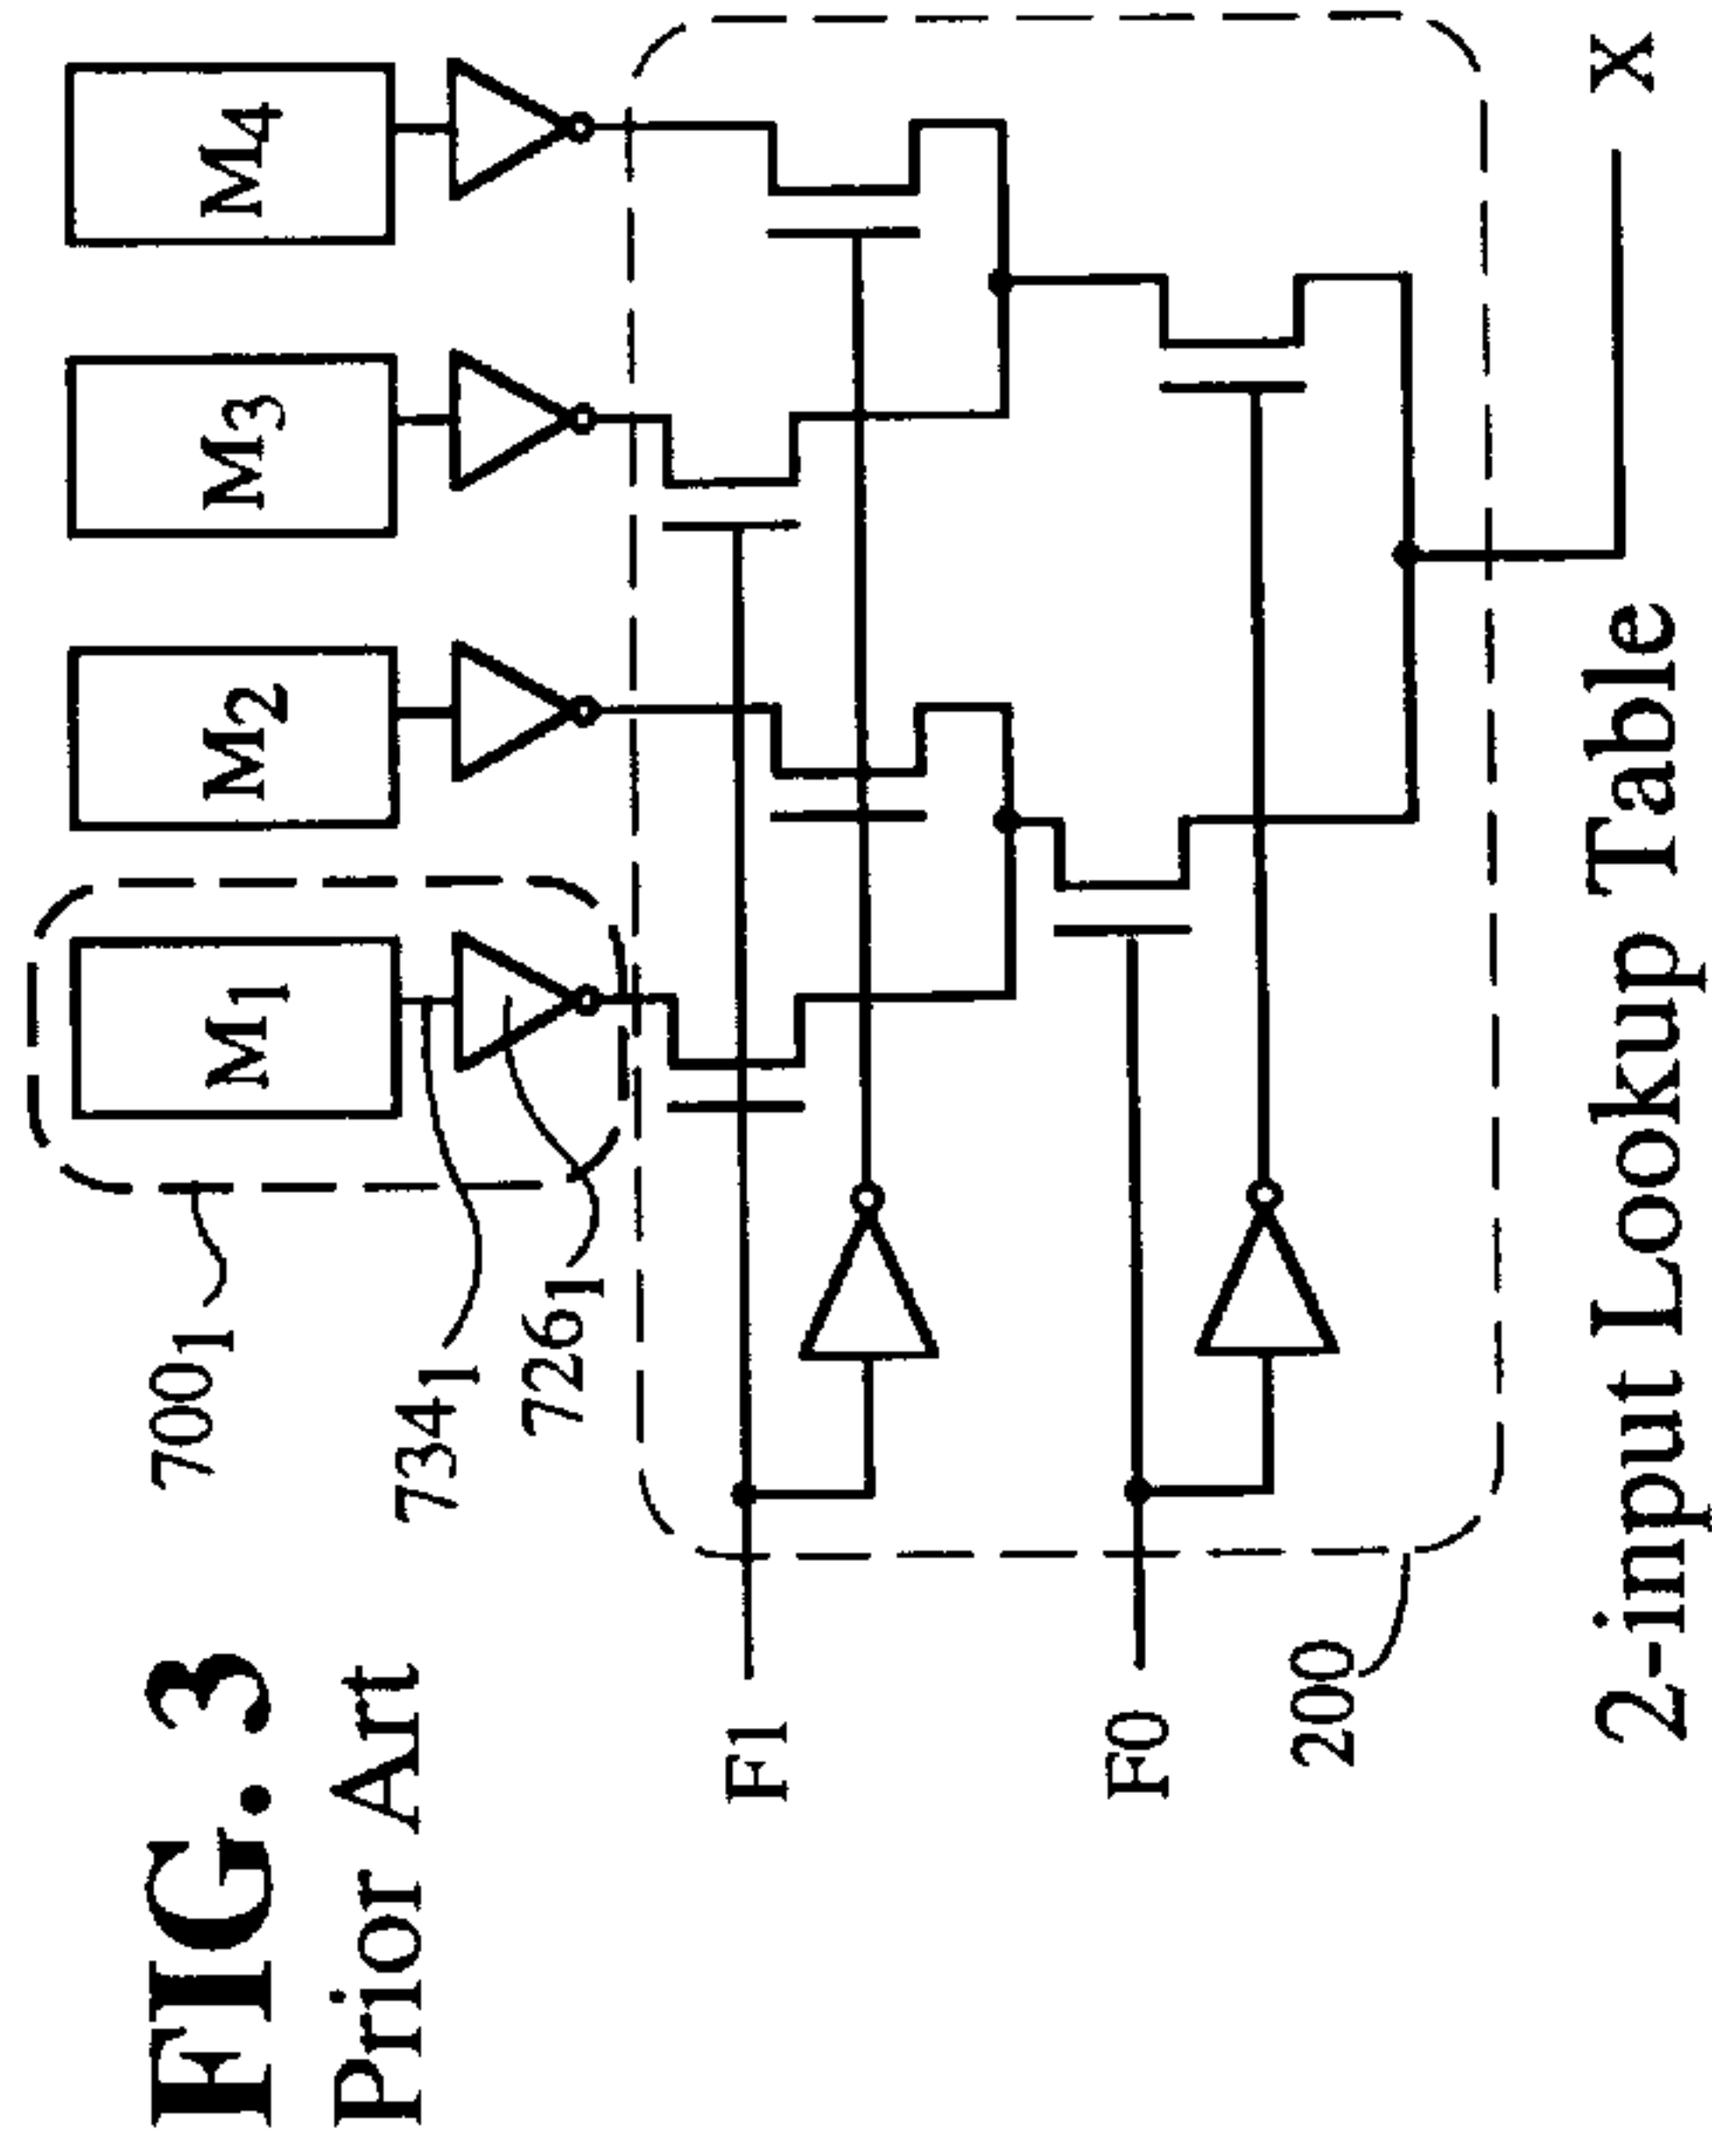 FIG. 3
Prior Art
M1
M2
M3
M4
7001
7341
7261
F1
F0
200
X
2-input Lookup Table